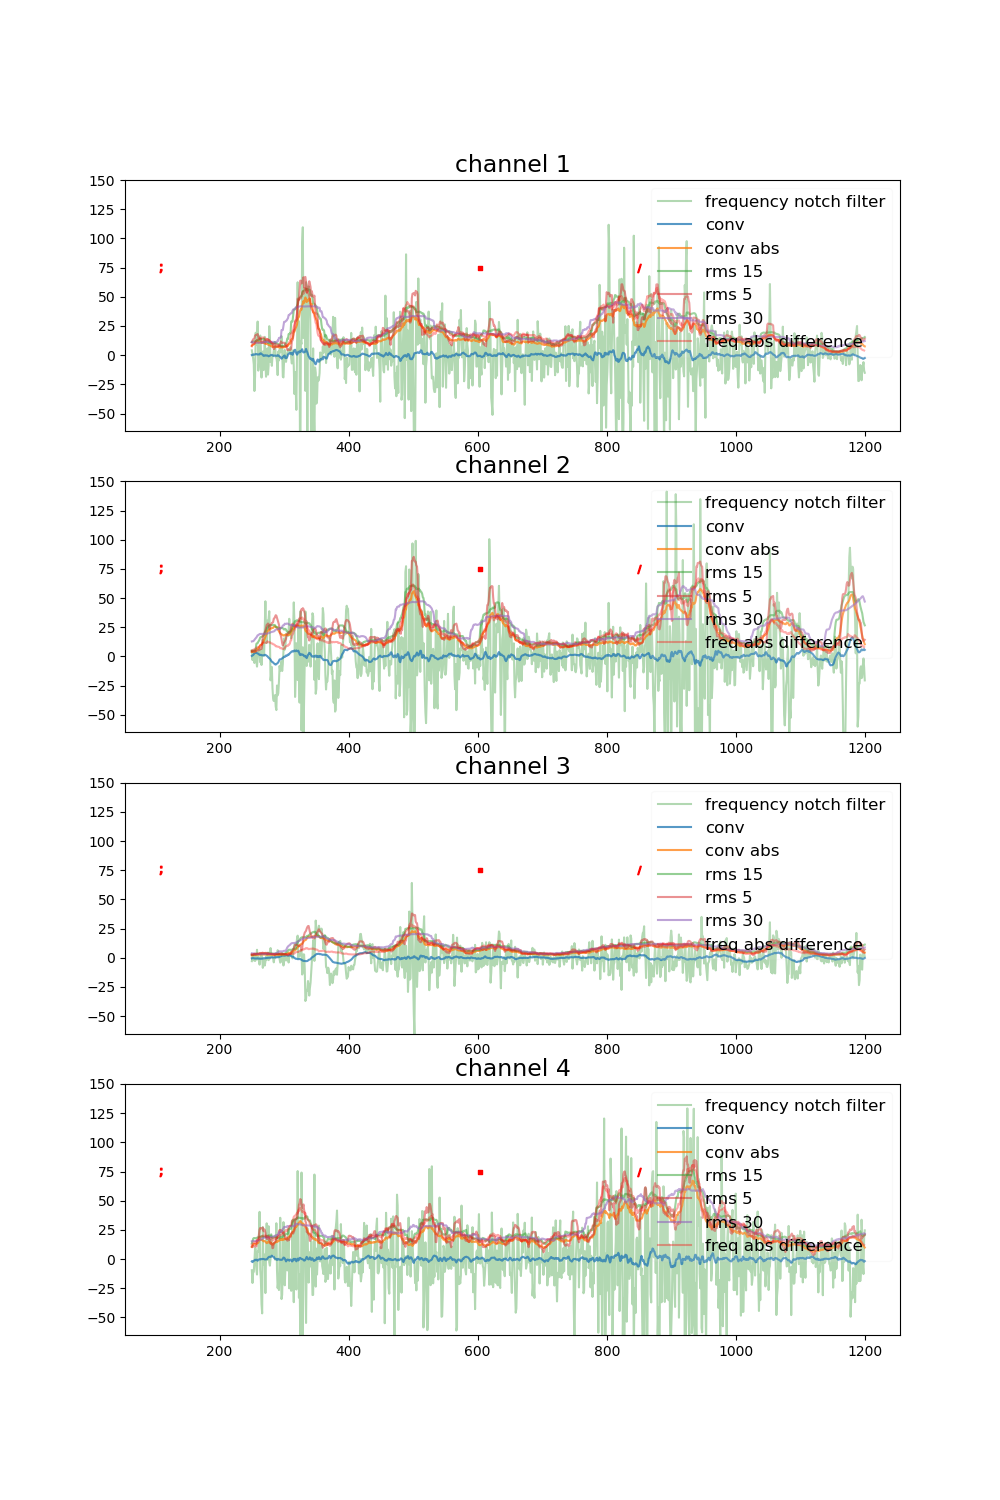 channel 1
150
125
100
75
50
25
0
−25
−50
; . /
frequency notch filter
conv
conv abs
rms 15
rms 5
rms 30
freq abs difference
200 400 600 800 1000 1200
channel 2
150
125
100
75
50
25
0
−25
−50
; . /
frequency notch filter
conv
conv abs
rms 15
rms 5
rms 30
freq abs difference
200 400 600 800 1000 1200
channel 3
150
125
100
75
50
25
0
−25
−50
; . /
frequency notch filter
conv
conv abs
rms 15
rms 5
rms 30
freq abs difference
200 400 600 800 1000 1200
channel 4
150
125
100
75
50
25
0
−25
−50
; . /
frequency notch filter
conv
conv abs
rms 15
rms 5
rms 30
freq abs difference
200 400 600 800 1000 1200